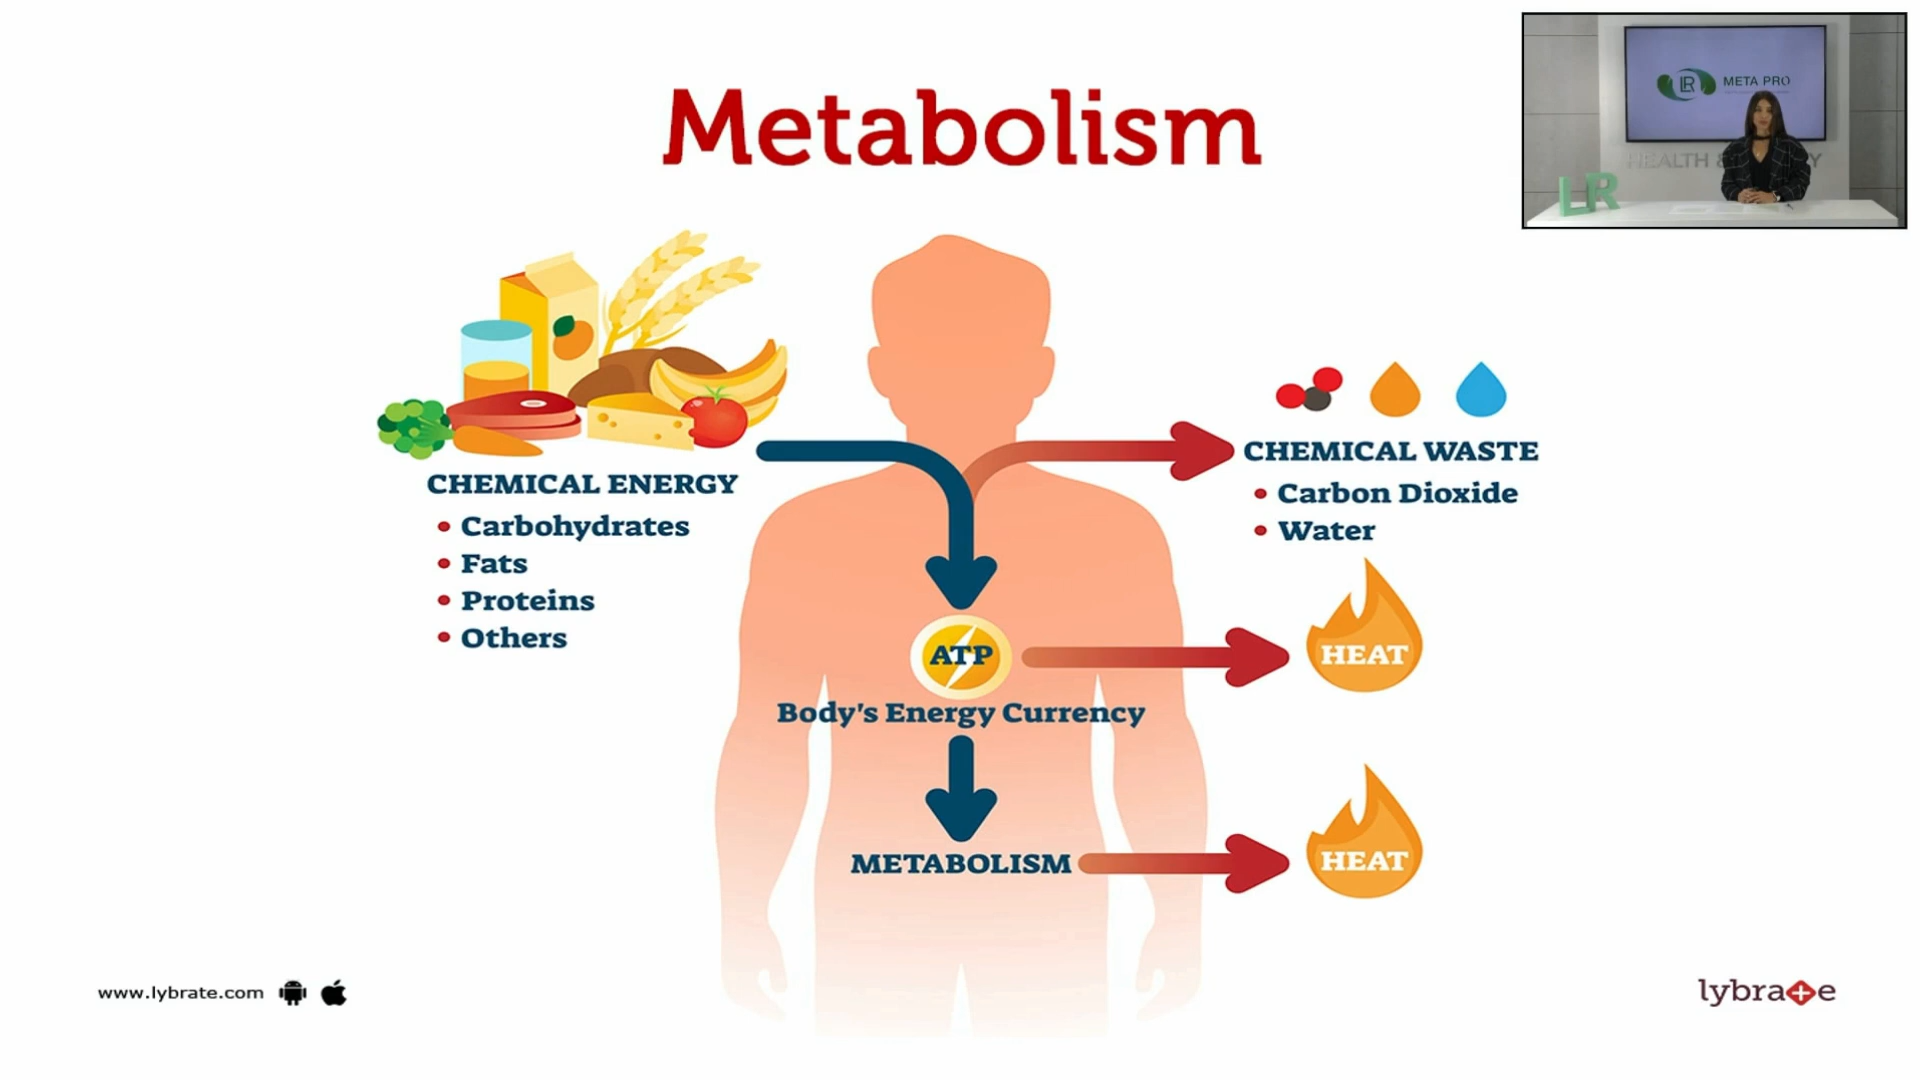 Metabolism
LR
META PRO
HEALTH &
LR
CHEMICAL ENERGY
• Carbohydrates
• Fats
• Proteins
• Others
CHEMICAL WASTE
• Carbon Dioxide
• Water
ATP
HEAT
Body's Energy Currency
METABOLISM
HEAT
www.lybrate.com
lybrate